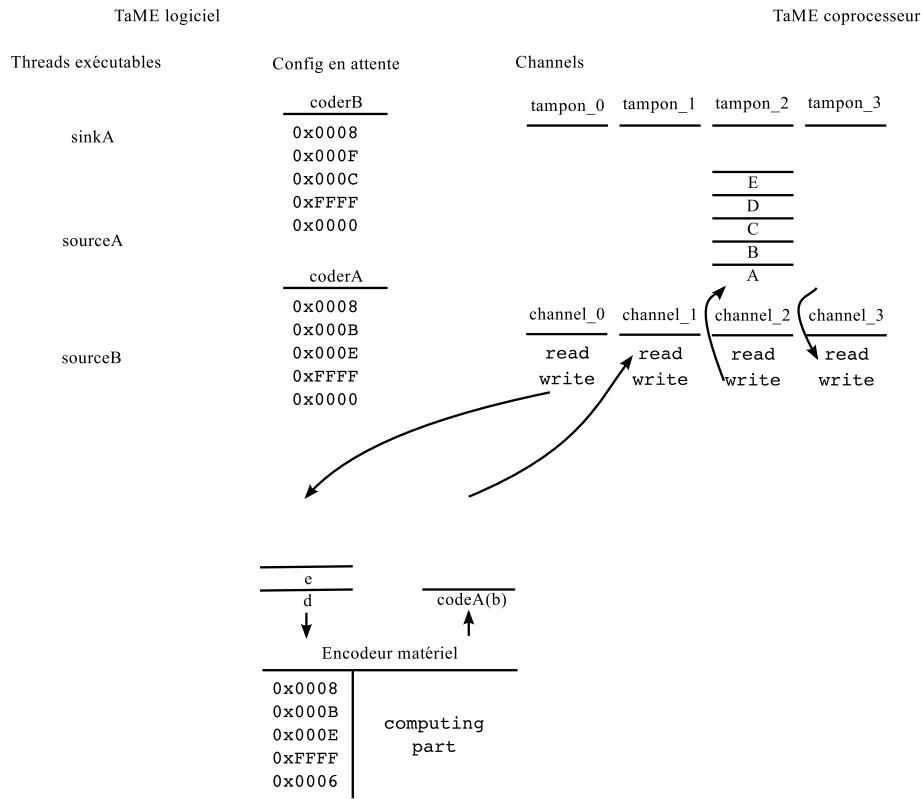 TaME logiciel
TaME coprocesseur
Threads exécutables
Config en attente
Channels
coderB
tampon_0 tampon_1 tampon_2 tampon_3
0x0008
sinkA
0x000F
0x000C
E
0xFFFF
D
0x0000
C
sourceA
B
coderA
A
0x0008
channel_0 channel_1 channel_2 channel_3
0x000B
0x000E
read read read read
sourceB
0xFFFF
write write write write
0x0000
e
d
codeA(b)
Encodeur matériel
0x0008
0x000B
computing
0x000E
part
0xFFFF
0x0006